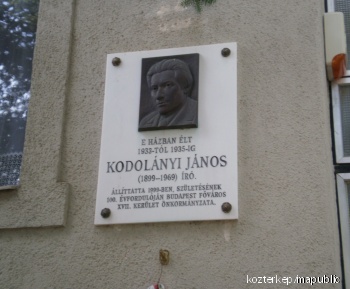 E HÁZBAN ÉLT
1933-TÓL 1935-IG
KODOLÁNYI JÁNOS
(1899-1969) ÍRÓ.
ÁLLÍTTATTA 1999-BEN, SZÜLETÉSÉNEK
100. ÉVFORDULÓJÁN BUDAPEST FŐVÁROS
XVII. KERÜLET ÖNKORMÁNYZATA.
kozterkep/mapublic